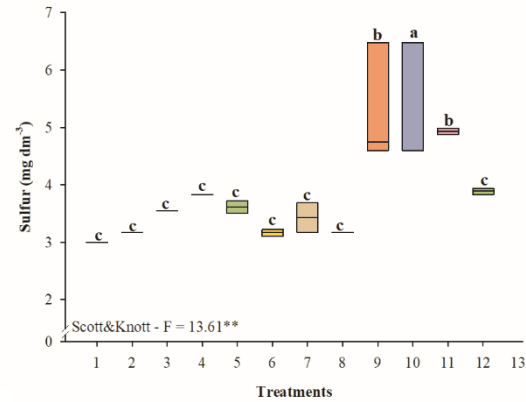 7
6
5
4
3
2
0
Sulfur (mg dm-3)
b a
b
c
c
c
c
c
c
c
c
c
Scott&Knott - F = 13.61**
1 2 3 4 5 6 7 8 9 10 11 12 13
Treatments